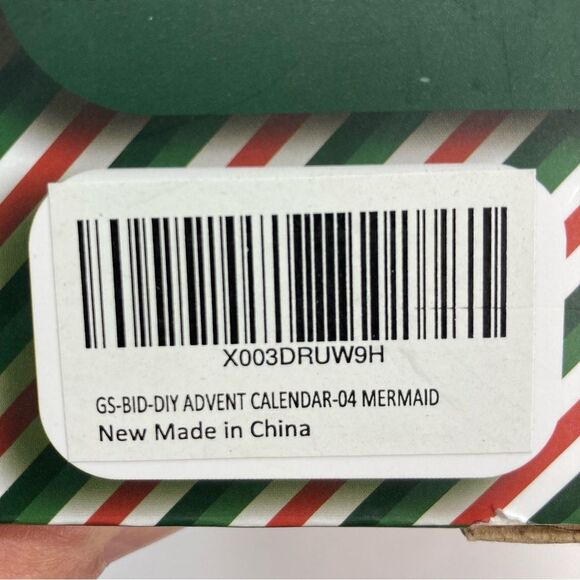 X003DRUW9H
GS-BID-DIY ADVENT CALENDAR-04 MERMAID
New Made in China